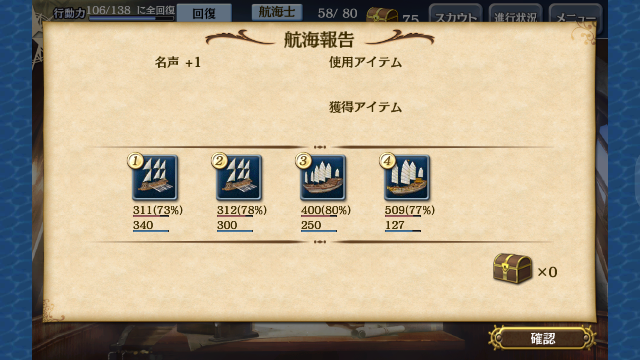 行動力 106/138 に全回復 回復 航海士 58/ 80 75 スカウト 進行状況 メニュー
航海報告
名声 +1 使用アイテム
獲得アイテム
1 2 3 4
311(73%) 312(78%) 400(80%) 509(77%)
340 300 250 127
×0
確認